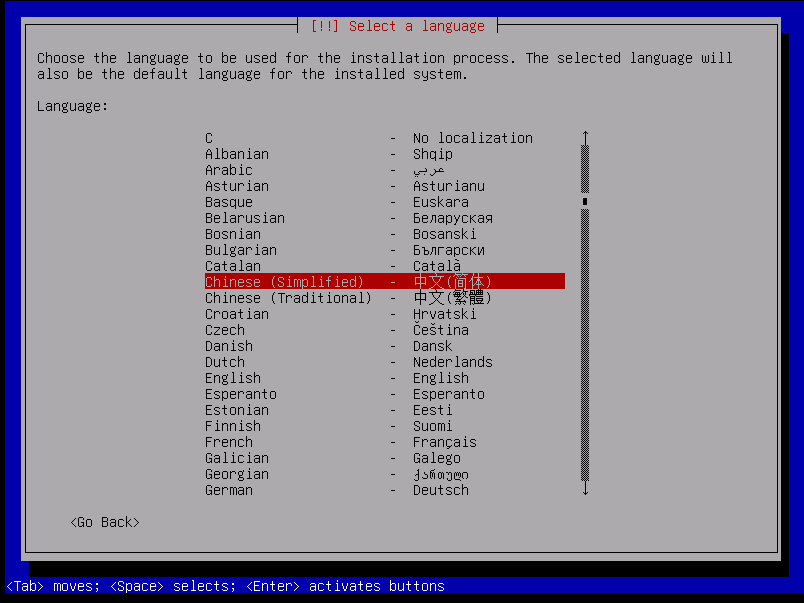 [!!] Select a language
Choose the language to be used for the installation process. The selected language will
also be the default language for the installed system.
Language:
C - No localization
Albanian - Shqip
Arabic - عربي
Asturian - Asturianu
Basque - Euskara
Belarusian - Беларуская
Bosnian - Bosanski
Bulgarian - Български
Catalan - Català
Chinese (Simplified) - 中文(简体)
Chinese (Traditional) - 中文(繁體)
Croatian - Hrvatski
Czech - Čeština
Danish - Dansk
Dutch - Nederlands
English - English
Esperanto - Esperanto
Estonian - Eesti
Finnish - Suomi
French - Français
Galician - Galego
Georgian - ქართული
German - Deutsch
<Go Back>
<Tab> moves; <Space> selects; <Enter> activates buttons